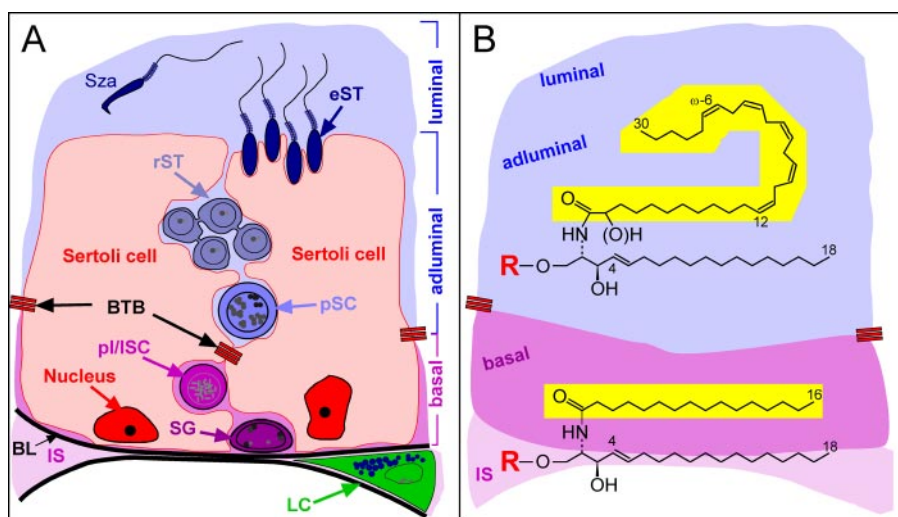 A
Sza
eST
luminal
rST
Sertoli cell
Sertoli cell
adluminal
BTB
pSC
pl/lSC
Nucleus
basal
SG
BL
IS
LC
B
luminal
ω-6
30
adluminal
12
O
(O)H
HN
18
R
O
4
OH
basal
O
16
HN
4
18
IS
R
O
OH